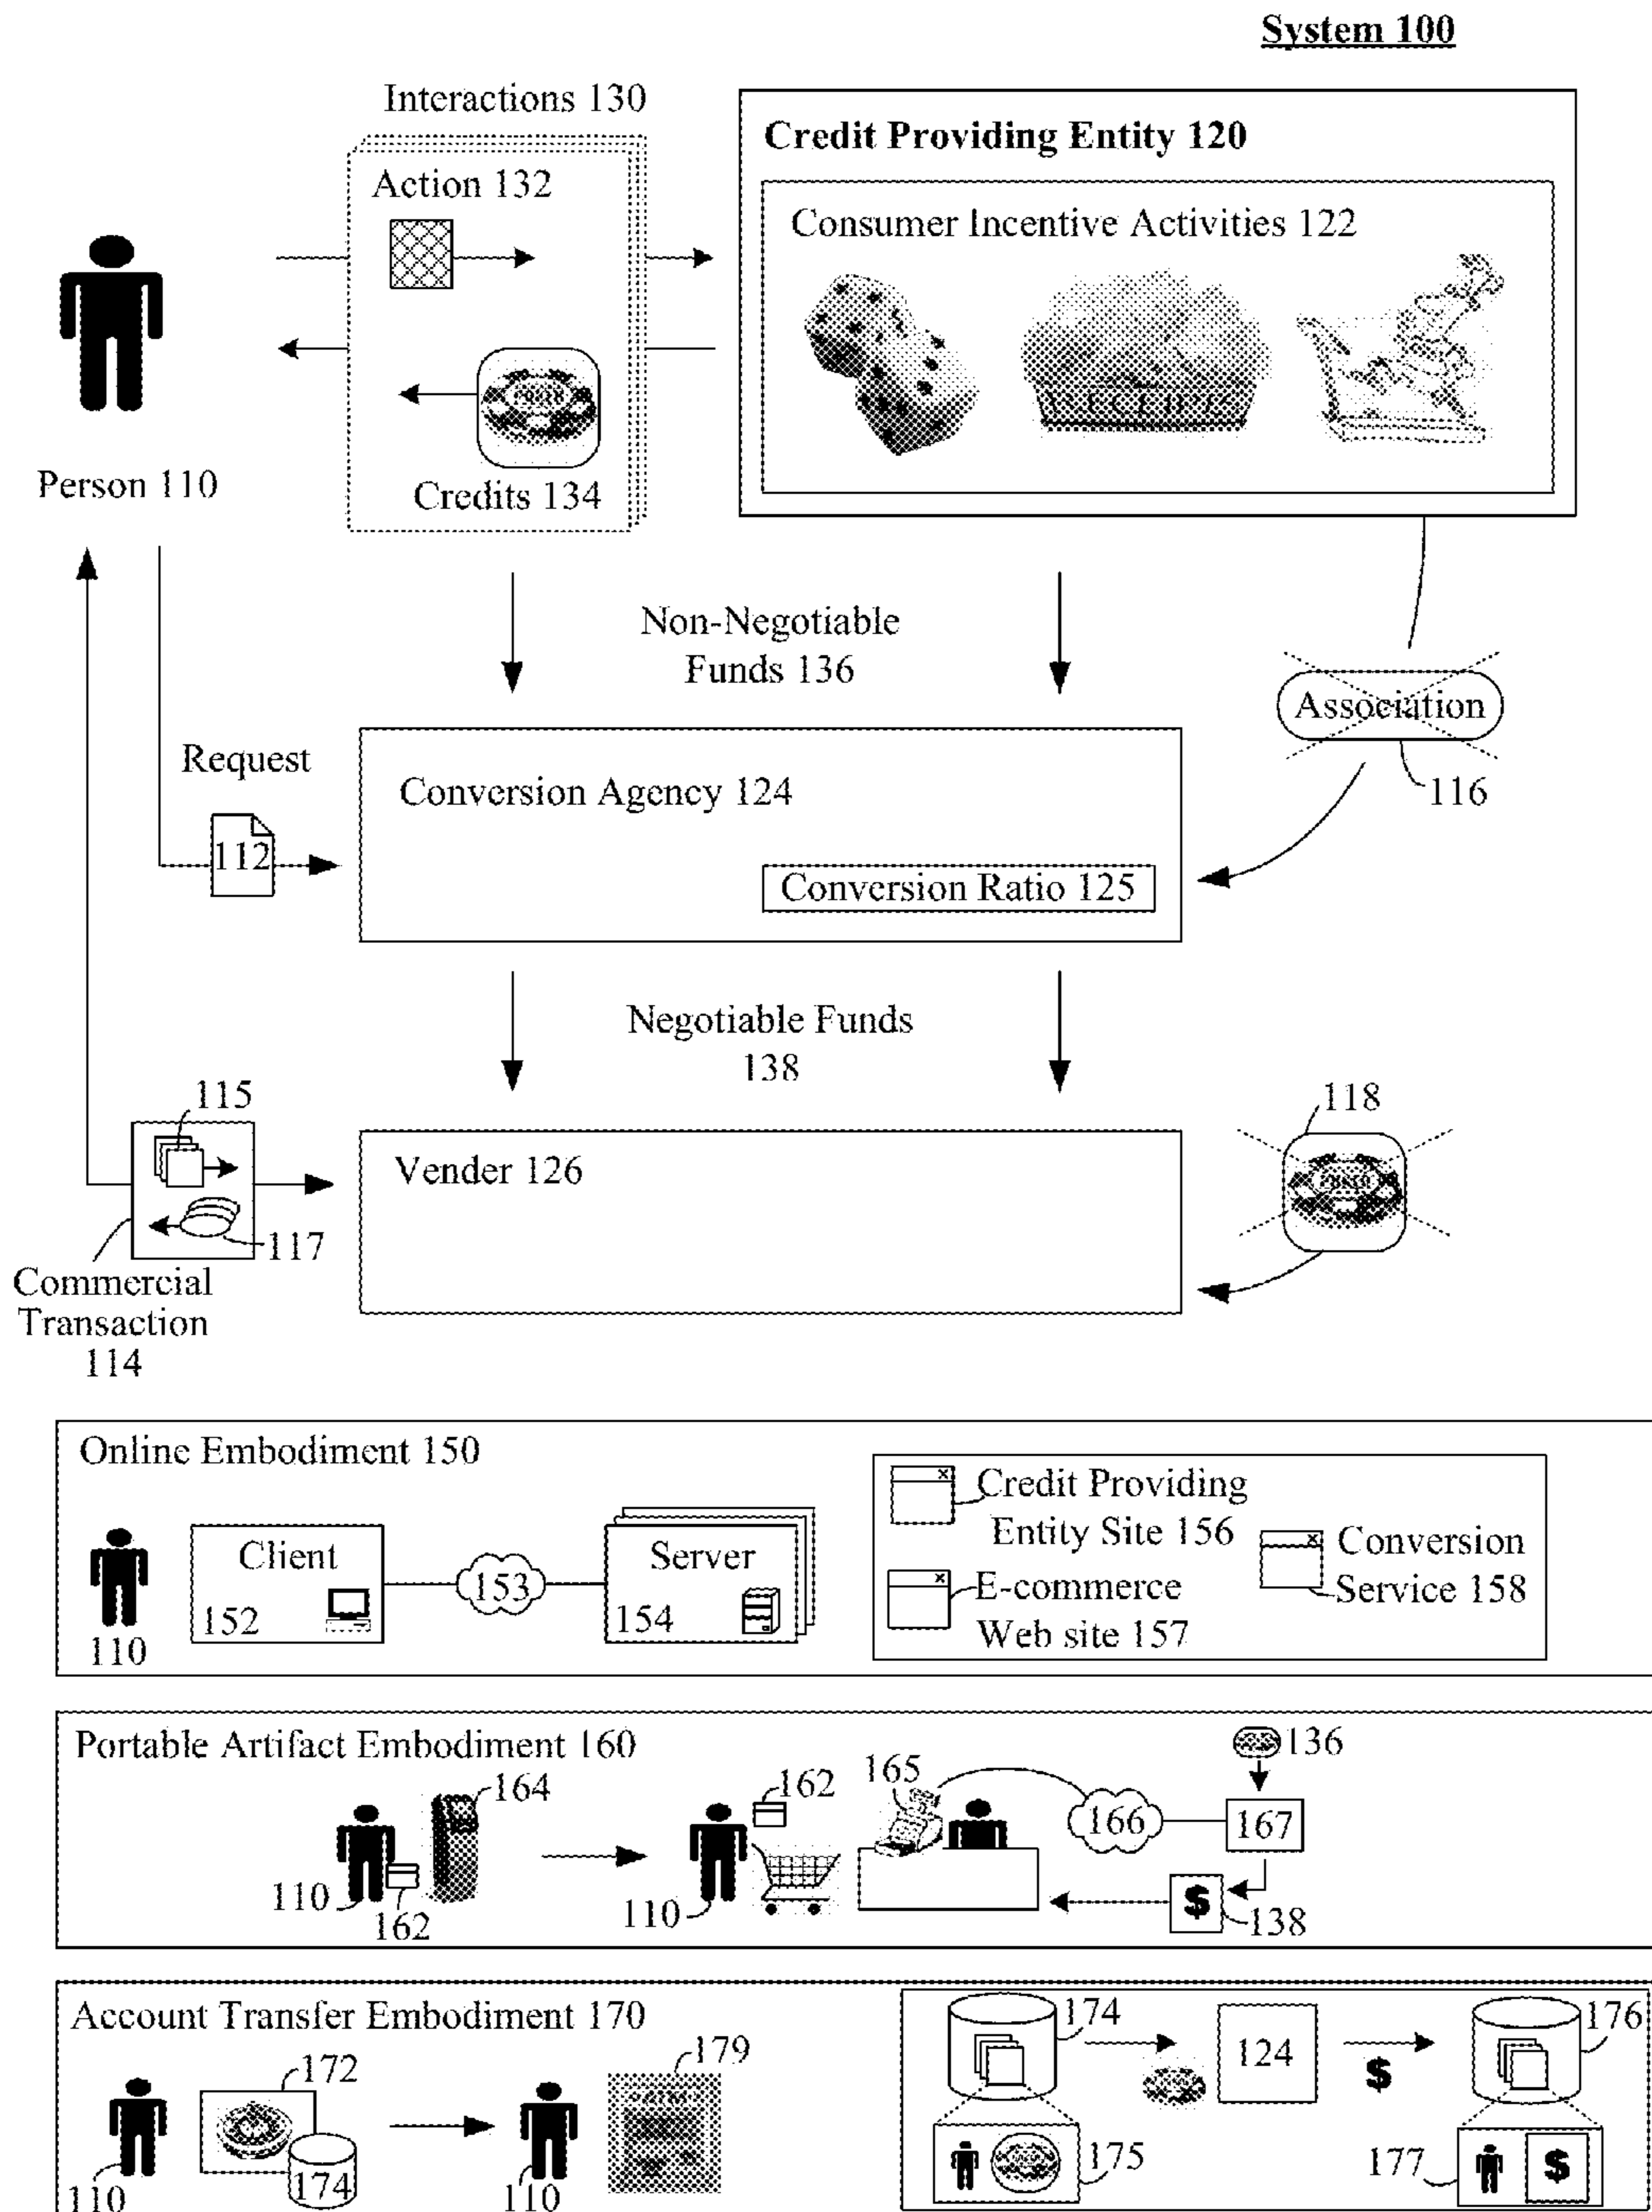 System 100
Interactions 130
Credit Providing Entity 120
Action 132
Consumer Incentive Activities 122
POKER
Person 110
Credits 134
Non-Negotiable
Funds 136
Association
116
Request
112
Conversion Agency 124
Conversion Ratio 125
Negotiable Funds
138
115
118
Vender 126
117
Commercial
Transaction
114
Online Embodiment 150
Client
152
153
Server
154
110
Credit Providing
Entity Site 156
E-commerce
Web site 157
Conversion
Service 158
Portable Artifact Embodiment 160
164
110
162
162
110
165
166
136
167
$
138
Account Transfer Embodiment 170
172
174
110
110
179
174
124
$
176
175
177
$